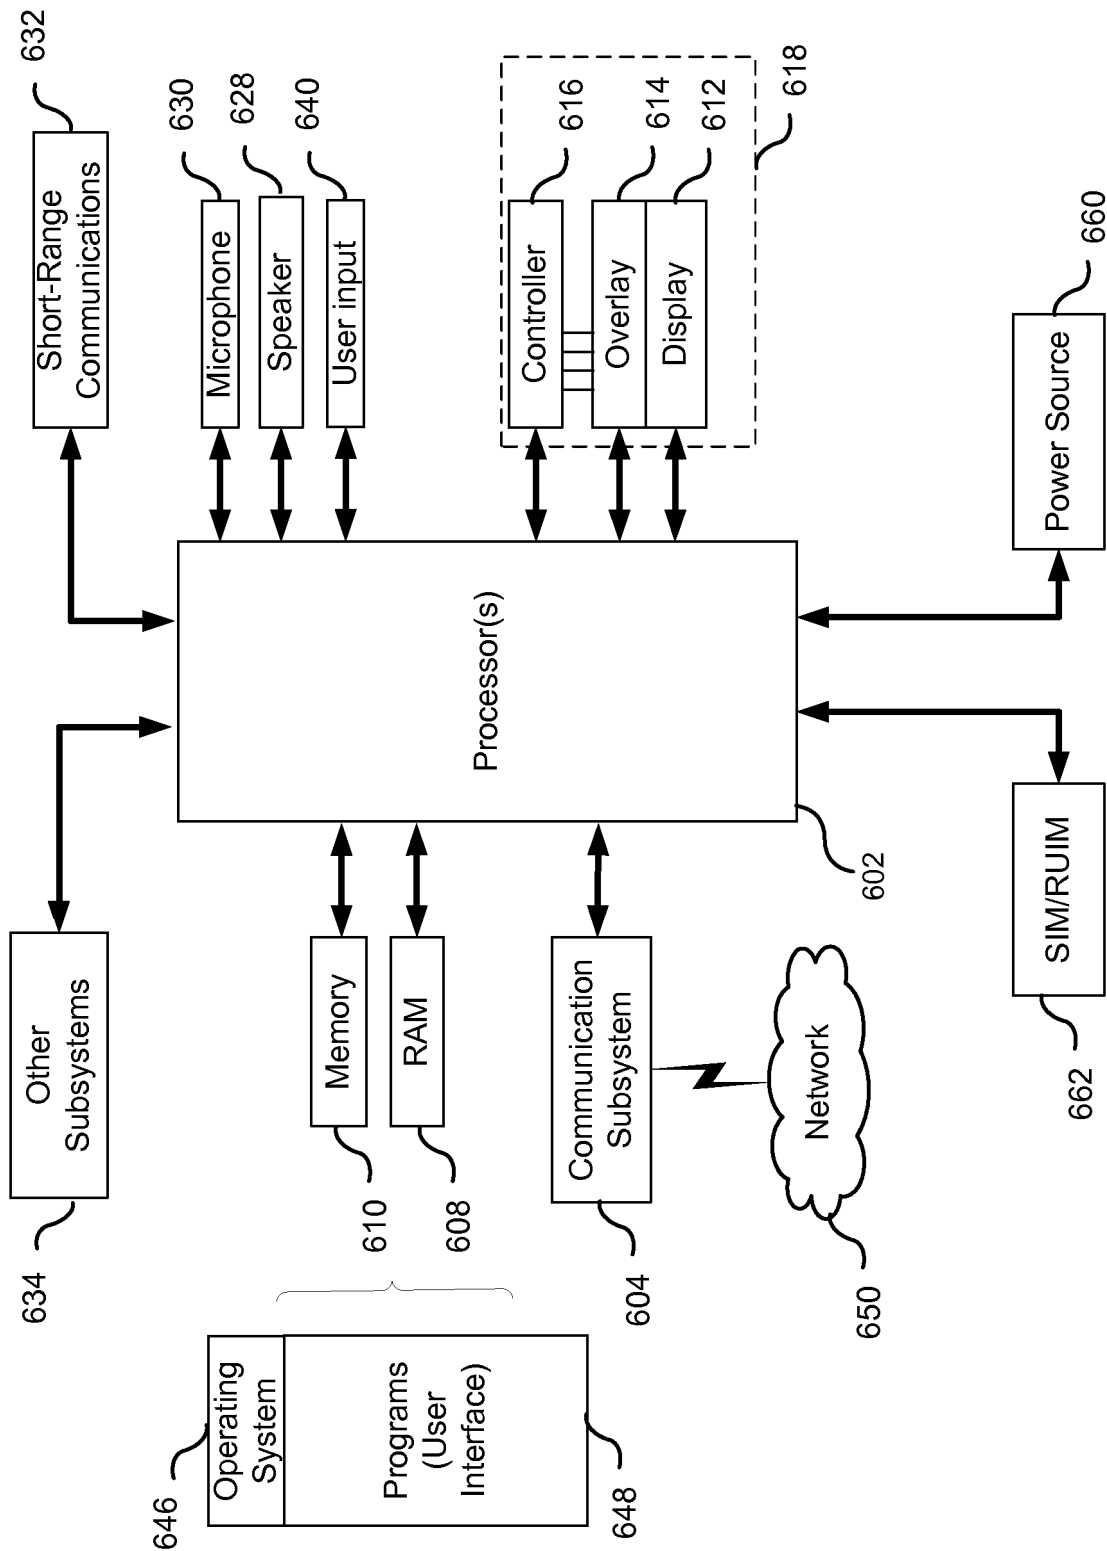 634
Other
Subsystems
Short-Range
Communications
632
646
Operating
System
Programs
(User
Interface)
648
610
Memory
608
RAM
604
Communication
Subsystem
Network
650
Processor(s)
602
Microphone
630
Speaker
628
User input
640
Controller
616
Overlay
614
Display
612
618
SIM/RUIM
662
Power Source
660